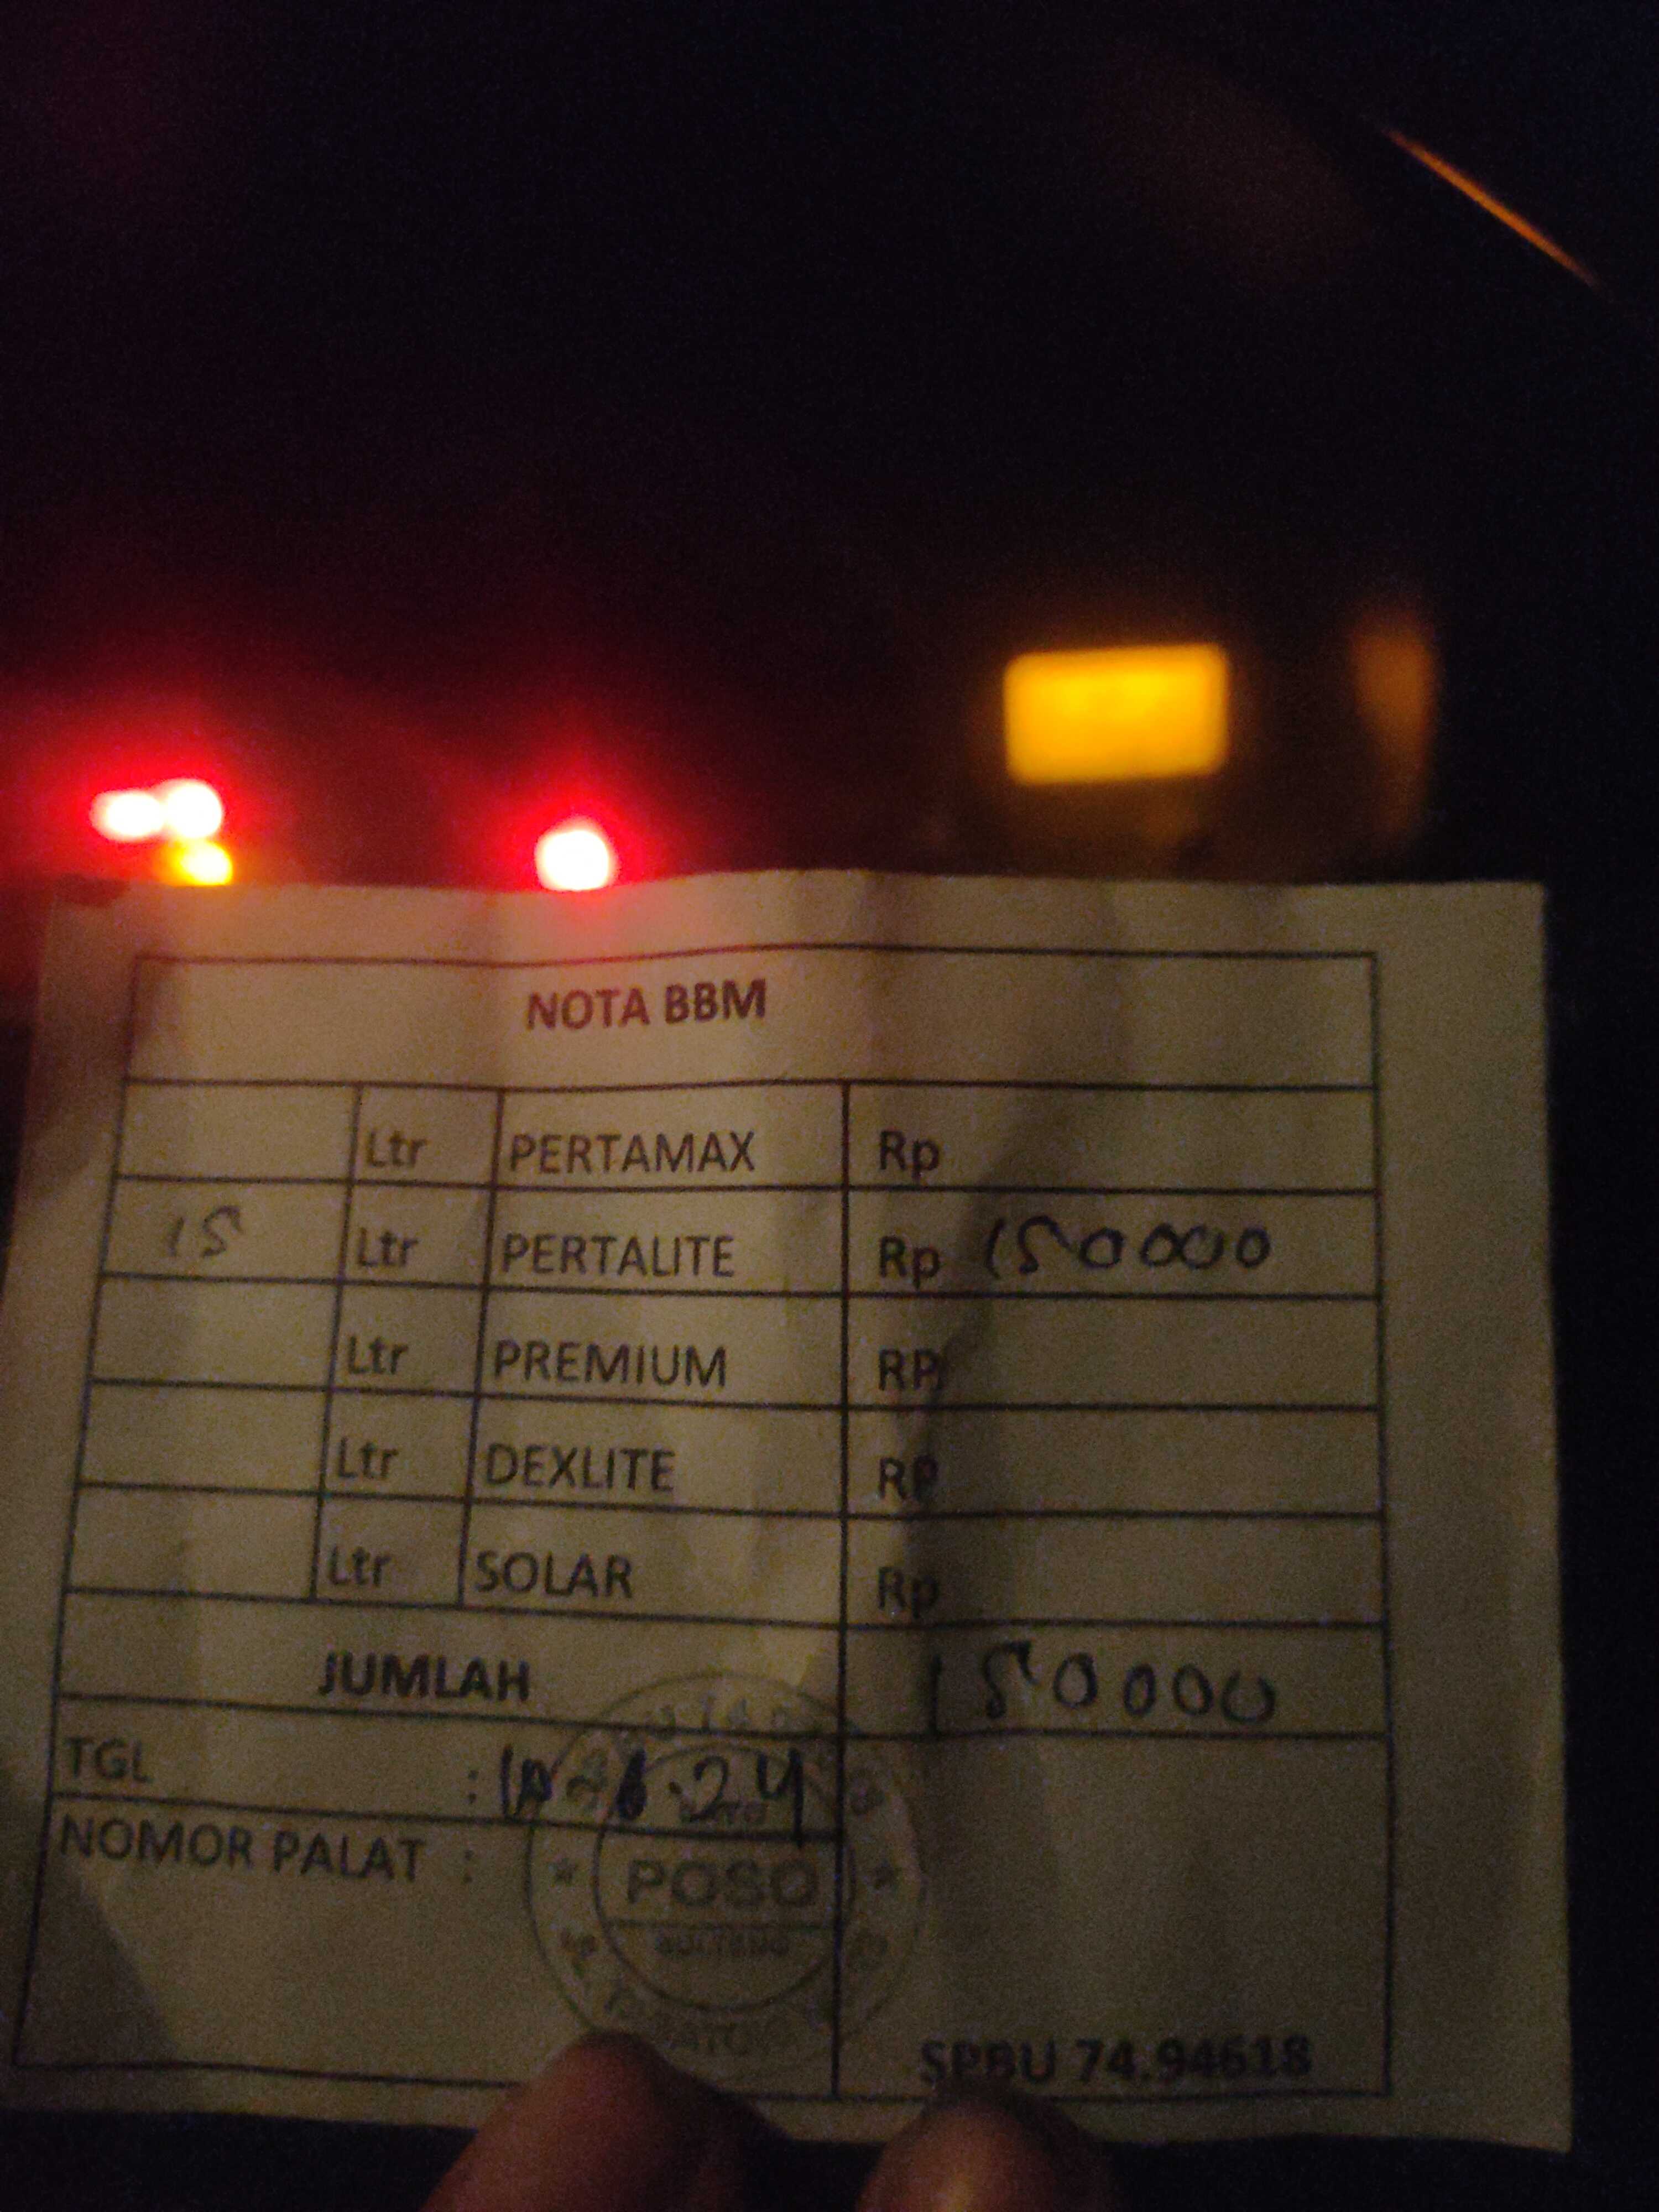 NOTA BBM
Ltr PERTAMAX Rp
15 Ltr PERTALITE Rp 150000
Ltr PREMIUM RP
Ltr DEXLITE RP
Ltr SOLAR Rp
JUMLAH 150000
TGL :
NOMOR PALAT :
POSO
SULTENG
SPBU 74.94618